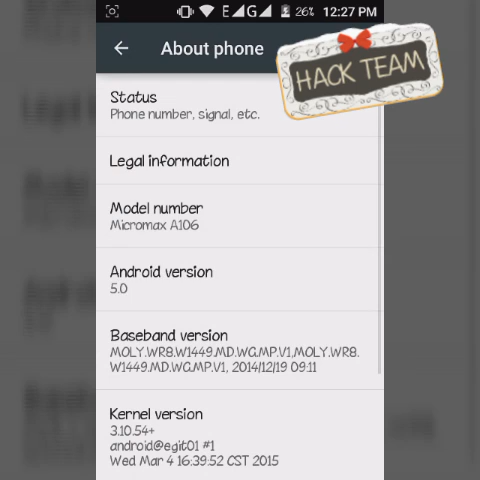 E G 26% 12:27 PM
About phone
HACK TEAM
Status
Phone number, signal, etc.
Legal information
Model number
Micromax A106
Android version
5.0
Baseband version
MOLY.WR8.W1449.MD.WG.MP.V1,MOLY.WR8.
W1449.MD.WG.MP.V1, 2014/12/19 09:11
Kernel version
3.10.54+
android@egit01 #1
Wed Mar 4 16:39:52 CST 2015